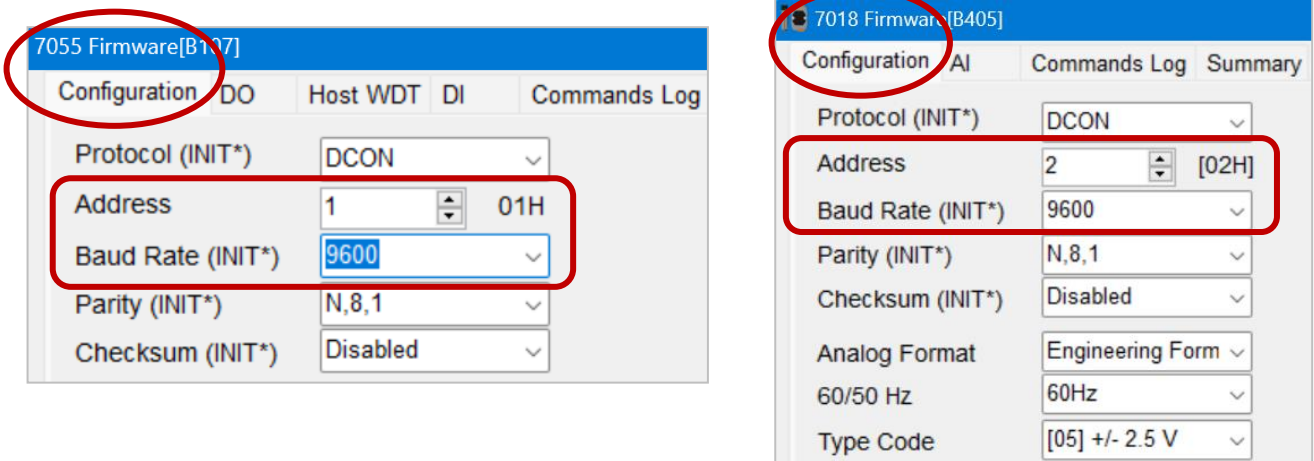 7055 Firmware[B107]
Configuration DO Host WDT DI Commands Log
Protocol (INIT*) DCON
Address 1 01H
Baud Rate (INIT*) 9600
Parity (INIT*) N,8,1
Checksum (INIT*) Disabled
7018 Firmware[B405]
Configuration AI Commands Log Summary
Protocol (INIT*) DCON
Address 2 [02H]
Baud Rate (INIT*) 9600
Parity (INIT*) N,8,1
Checksum (INIT*) Disabled
Analog Format Engineering Form
60/50 Hz 60Hz
Type Code [05] +/- 2.5 V